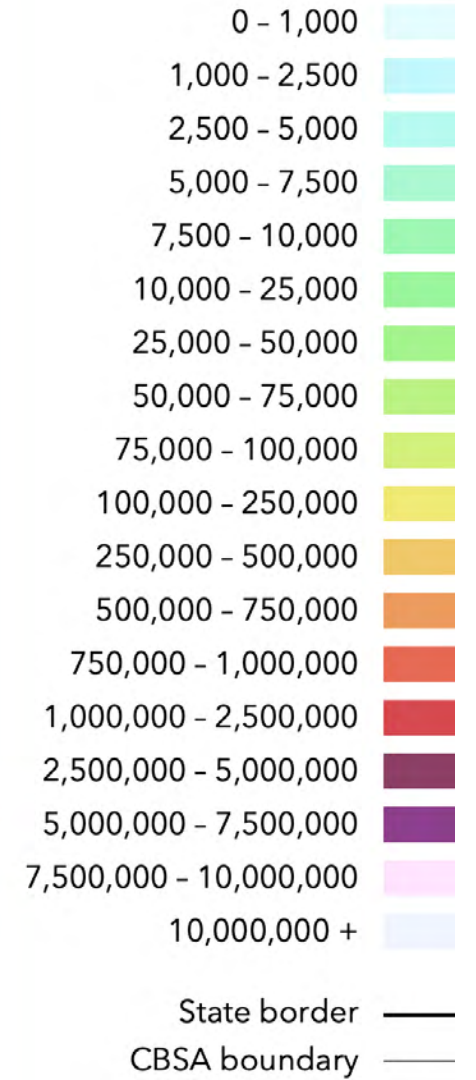 0 – 1,000
1,000 – 2,500
2,500 – 5,000
5,000 – 7,500
7,500 – 10,000
10,000 – 25,000
25,000 – 50,000
50,000 – 75,000
75,000 – 100,000
100,000 – 250,000
250,000 – 500,000
500,000 – 750,000
750,000 – 1,000,000
1,000,000 – 2,500,000
2,500,000 – 5,000,000
5,000,000 – 7,500,000
7,500,000 – 10,000,000
10,000,000 +
State border
CBSA boundary